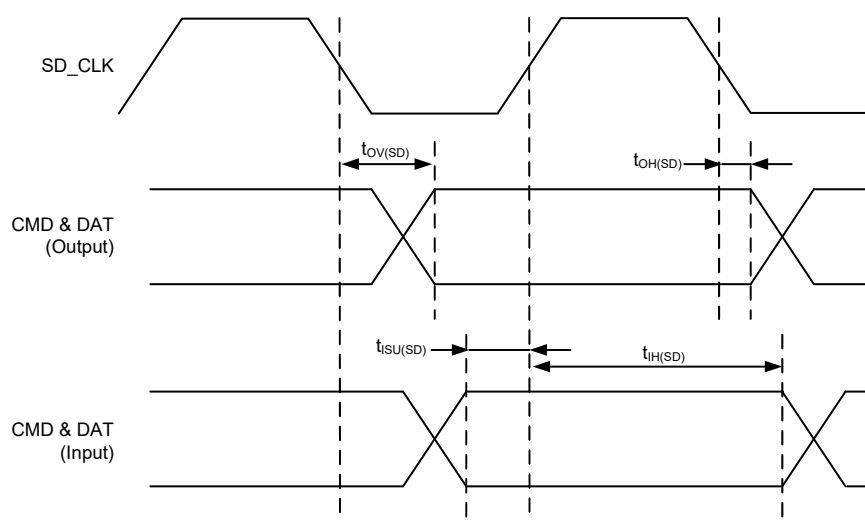 SD_CLK
tOV(SD)
tOH(SD)
CMD & DAT
(Output)
tISU(SD)
tIH(SD)
CMD & DAT
(Input)